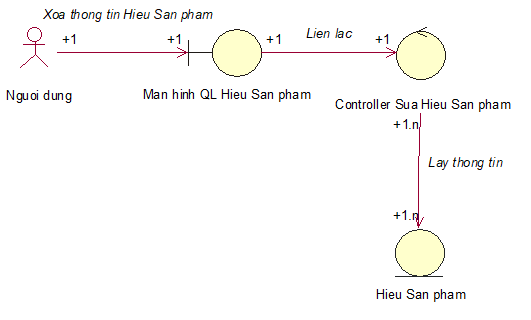 Xoa thong tin Hieu San pham
+1
+1
+1
Lien lac
+1
Nguoi dung
Man hinh QL Hieu San pham
Controller Sua Hieu San pham
+1.n
Lay thong tin
+1.n
Hieu San pham